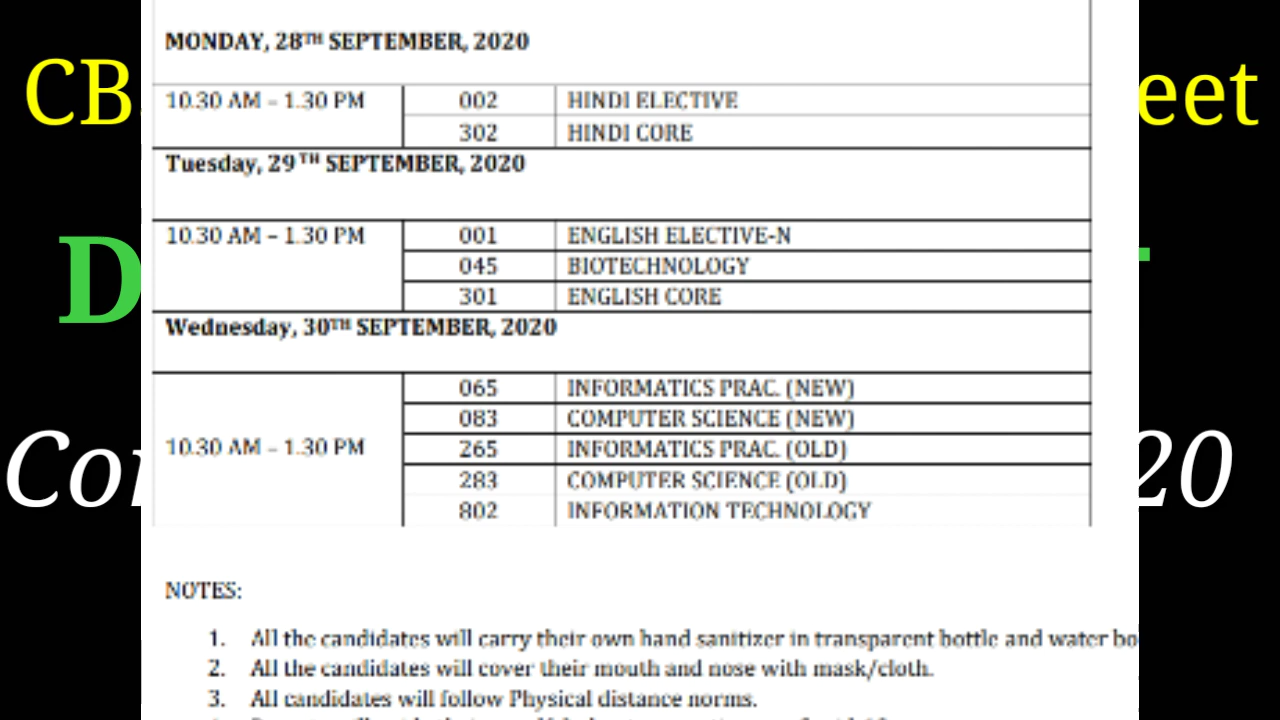 MONDAY, 28TH SEPTEMBER, 2020
10.30 AM – 1.30 PM 002 HINDI ELECTIVE
302 HINDI CORE
Tuesday, 29TH SEPTEMBER, 2020
10.30 AM – 1.30 PM 001 ENGLISH ELECTIVE-N
045 BIOTECHNOLOGY
301 ENGLISH CORE
Wednesday, 30TH SEPTEMBER, 2020
065 INFORMATICS PRAC. (NEW)
083 COMPUTER SCIENCE (NEW)
10.30 AM – 1.30 PM 265 INFORMATICS PRAC. (OLD)
283 COMPUTER SCIENCE (OLD)
802 INFORMATION TECHNOLOGY
NOTES:
1. All the candidates will carry their own hand sanitizer in transparent bottle and water bo
2. All the candidates will cover their mouth and nose with mask/cloth.
3. All candidates will follow Physical distance norms.
CB
eet
D
Co
20